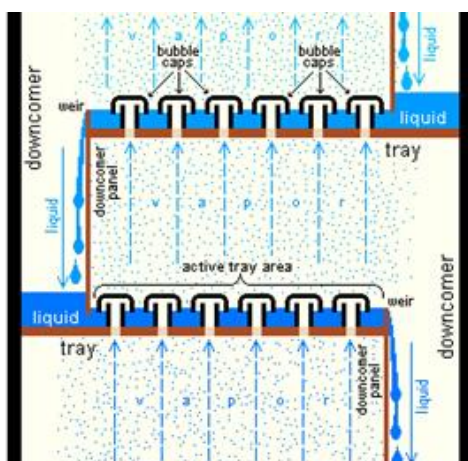 v a p o r
bubble
caps
bubble
caps
liquid
downcomer
weir
liquid
tray
downcomer
panel
liquid
v a p o r
active tray area
liquid
weir
downcomer
tray
downcomer
panel
liquid
v a p o r